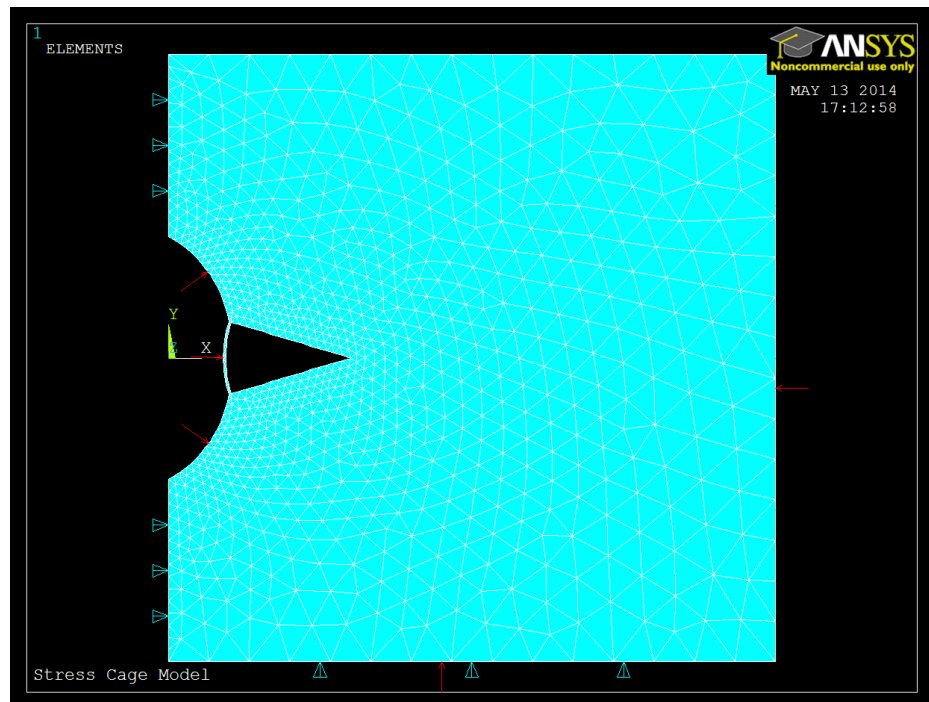 1
ELEMENTS
ANSYS
Noncommercial use only
MAY 13 2014
17:12:58
Y
Z X
Stress Cage Model